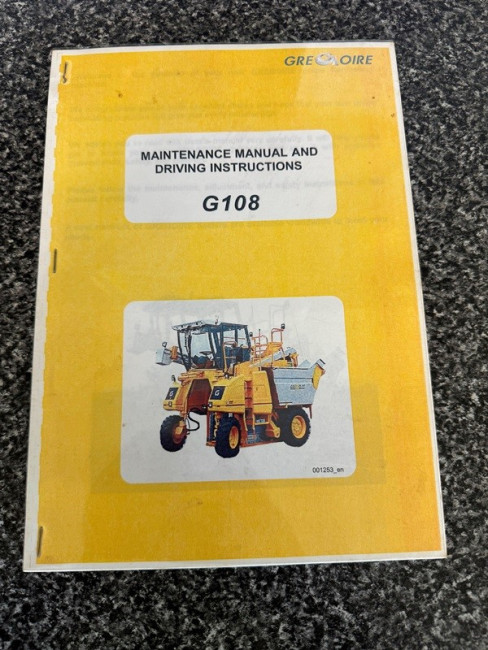 GREGOIRE
MAINTENANCE MANUAL AND
DRIVING INSTRUCTIONS
G108
G
001253_en